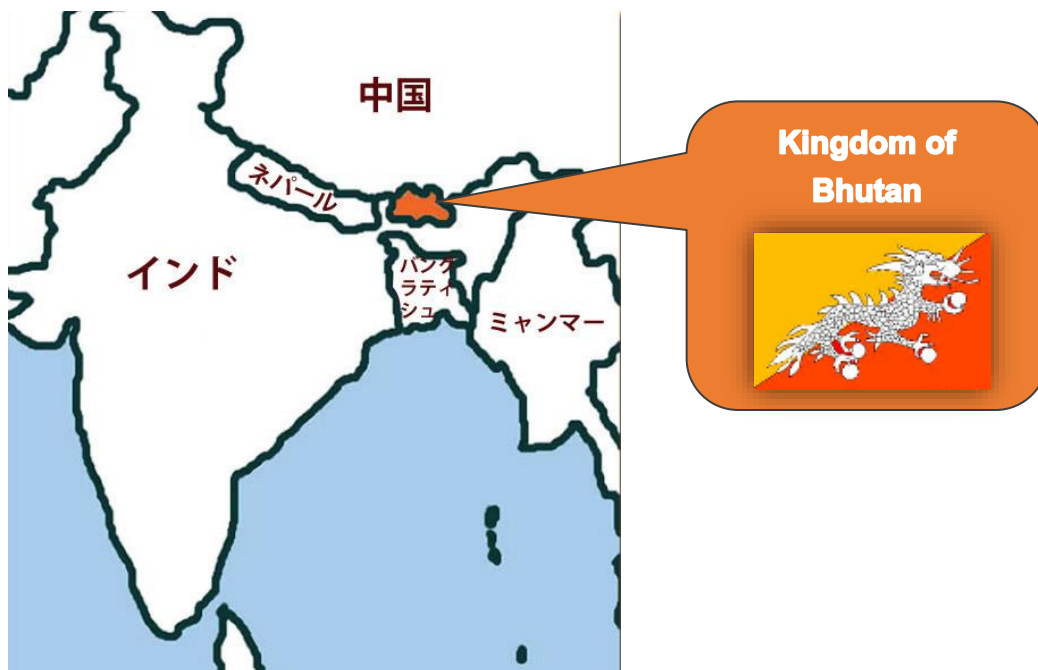 中国
Kingdom of
Bhutan
ネパール
インド
バング
ラティ
シュ
ミャンマー